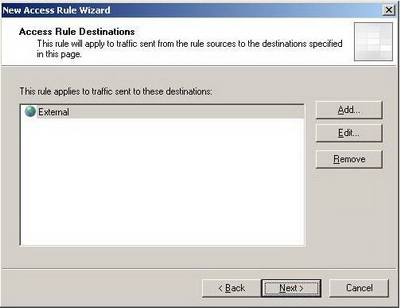 New Access Rule Wizard
Access Rule Destinations
This rule will apply to traffic sent from the rule sources to the destinations specified
in this page.
This rule applies to traffic sent to these destinations:
External
Add...
Edit...
Remove
< Back
Next >
Cancel